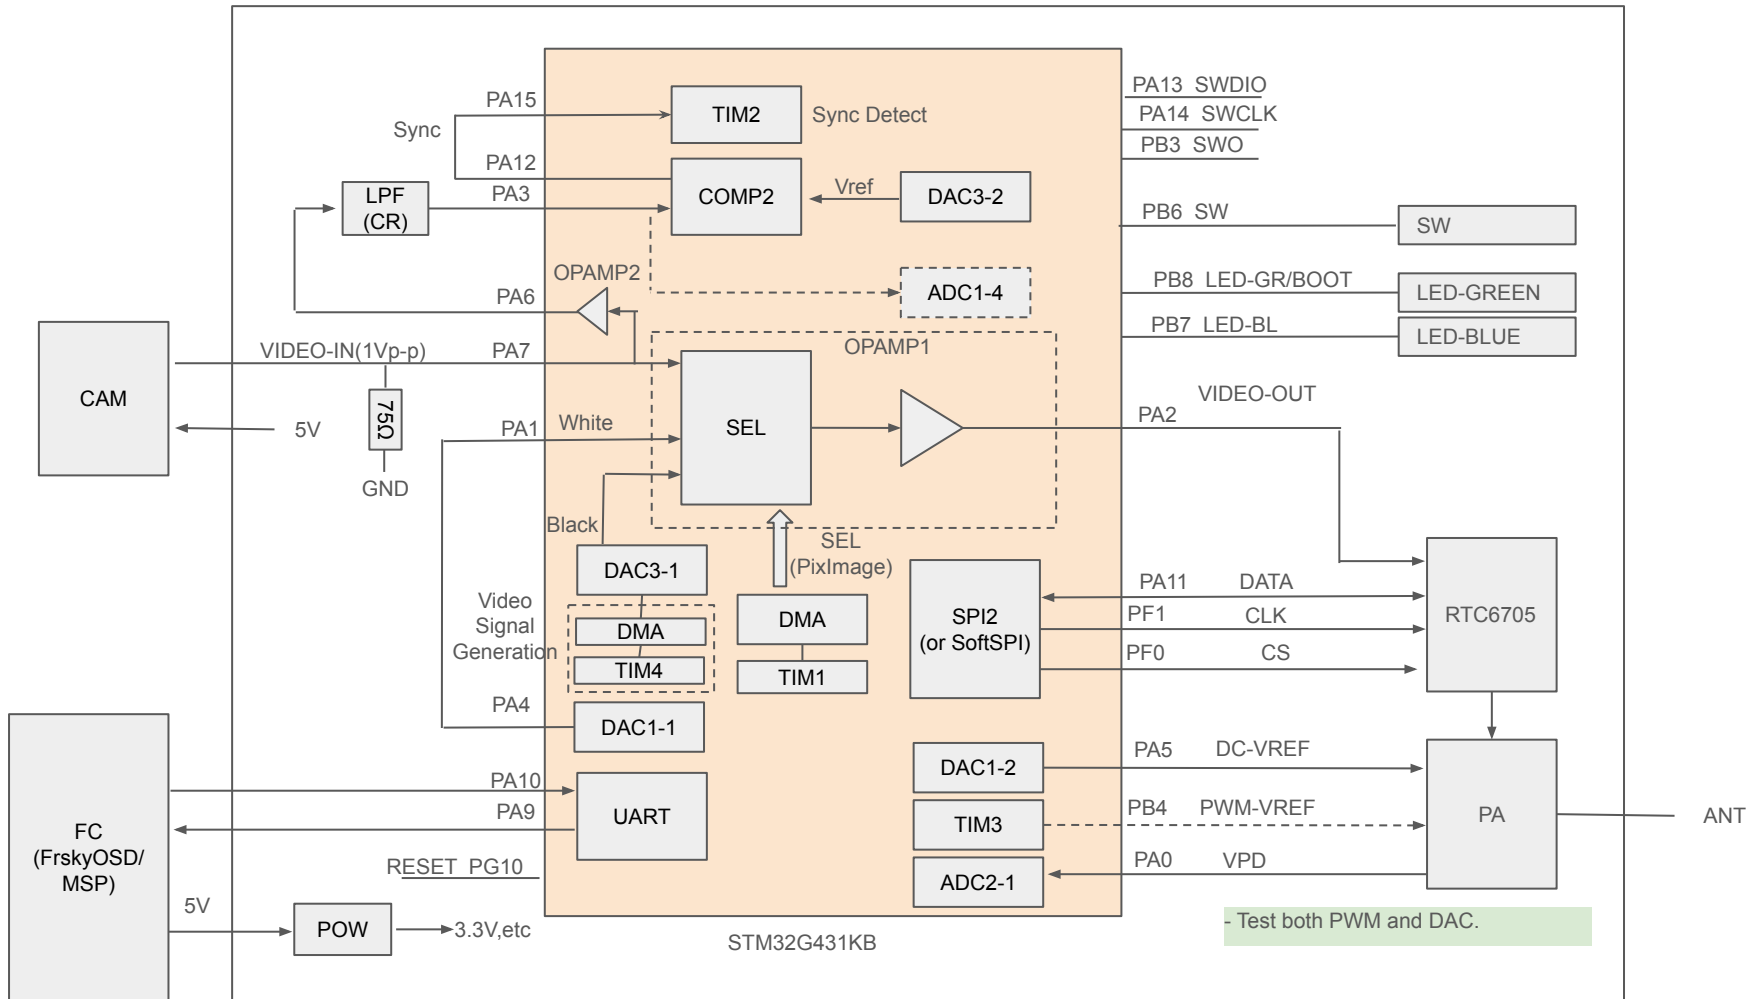 PA15
TIM2
Sync Detect
Sync
PA12
LPF
(CR)
PA3
COMP2
Vref
DAC3-2
PA13 SWDIO
PA14 SWCLK
PB3 SWO
PB6 SW
SW
OPAMP2
PA6
ADC1-4
PB8 LED-GR/BOOT
LED-GREEN
PB7 LED-BL
LED-BLUE
OPAMP1
VIDEO-IN(1Vp-p)
PA7
CAM
75Ω
5V
GND
PA1
White
SEL
VIDEO-OUT
PA2
Black
SEL
(PixImage)
DAC3-1
Video
Signal
Generation
DMA
TIM4
DMA
TIM1
SPI2
(or SoftSPI)
PA11 DATA
PF1 CLK
PF0 CS
RTC6705
PA4
DAC1-1
DAC1-2
PA5 DC-VREF
TIM3
PB4 PWM-VREF
ADC2-1
PA0 VPD
PA
ANT
PA10
PA9
UART
FC
(FrskyOSD/
MSP)
RESET PG10
5V
POW
3.3V,etc
STM32G431KB
- Test both PWM and DAC.